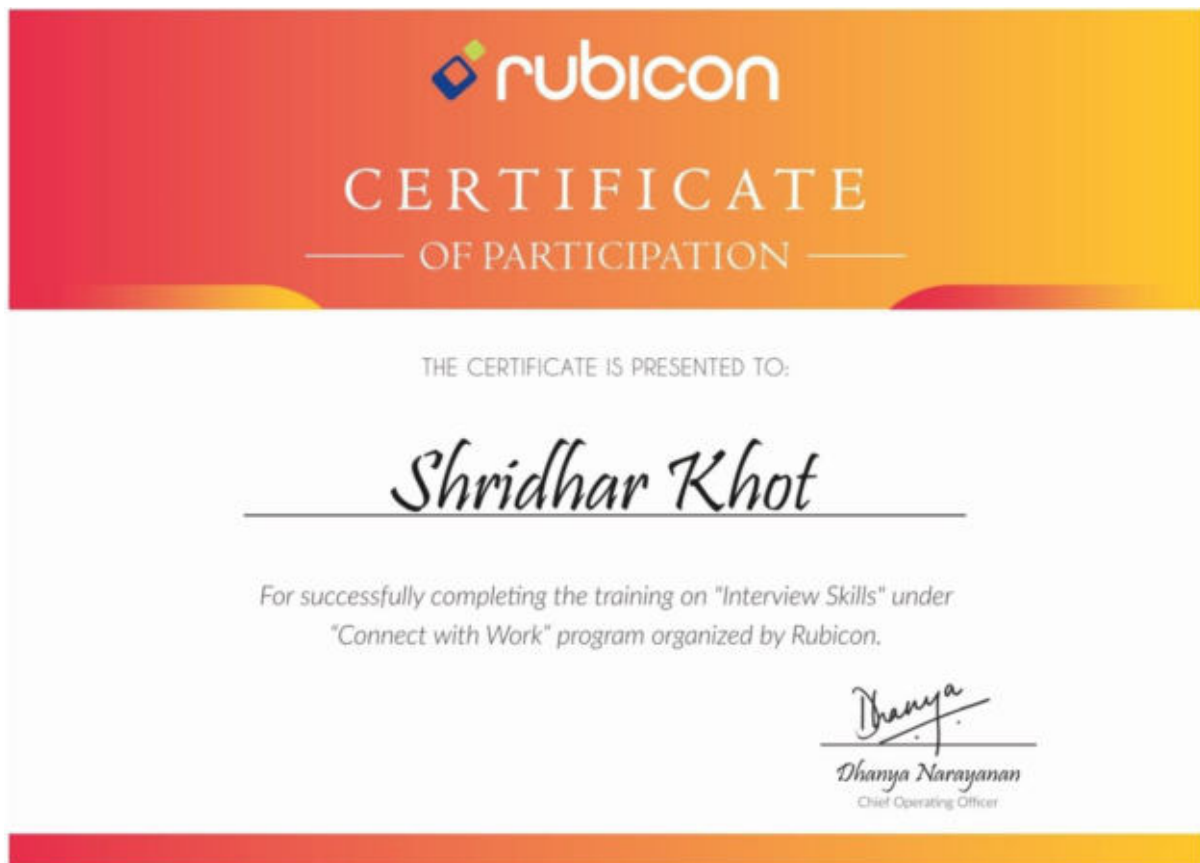 rubicon
CERTIFICATE
OF PARTICIPATION
THE CERTIFICATE IS PRESENTED TO:
Shridhar Khot
For successfully completing the training on "Interview Skills" under
"Connect with Work" program organized by Rubicon.
Dhanya
Dhanya Narayanan
Chief Operating Officer